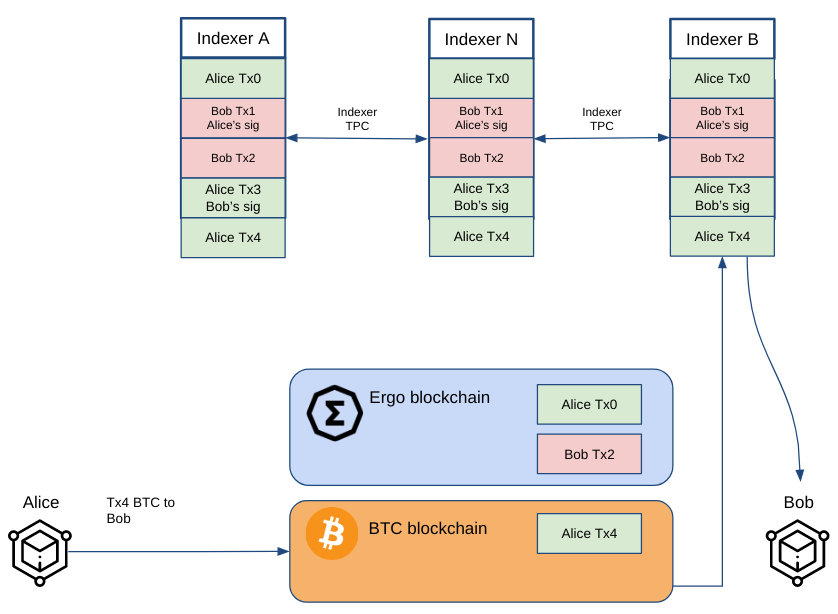 Indexer A
Indexer N
Indexer B
Alice Tx0
Alice Tx0
Alice Tx0
Bob Tx1
Alice's sig
Bob Tx1
Alice's sig
Bob Tx1
Alice's sig
Indexer
TPC
Indexer
TPC
Bob Tx2
Bob Tx2
Bob Tx2
Alice Tx3
Bob's sig
Alice Tx3
Bob's sig
Alice Tx3
Bob's sig
Alice Tx4
Alice Tx4
Alice Tx4
Σ
Ergo blockchain
Alice Tx0
Bob Tx2
Alice
Tx4 BTC to
Bob
₿
BTC blockchain
Alice Tx4
Bob